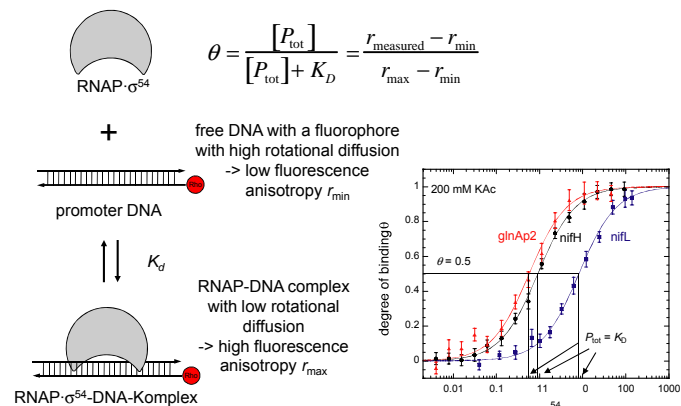 RNAP·σ54
θ = [Ptot] / ([Ptot] + KD) = (rmeasured − rmin) / (rmax − rmin)
+
free DNA with a fluorophore
with high rotational diffusion
-> low fluorescence
anisotropy rmin
Rho
promoter DNA
Kd
RNAP-DNA complex
with low rotational
diffusion
-> high fluorescence
anisotropy rmax
Rho
RNAP·σ54-DNA-Komplex
200 mM KAc
glnAp2
nifH
nifL
θ = 0.5
Ptot = KD
degree of binding θ
1
0.8
0.6
0.4
0.2
0
0.01 0.1 11 0 100 1000
54